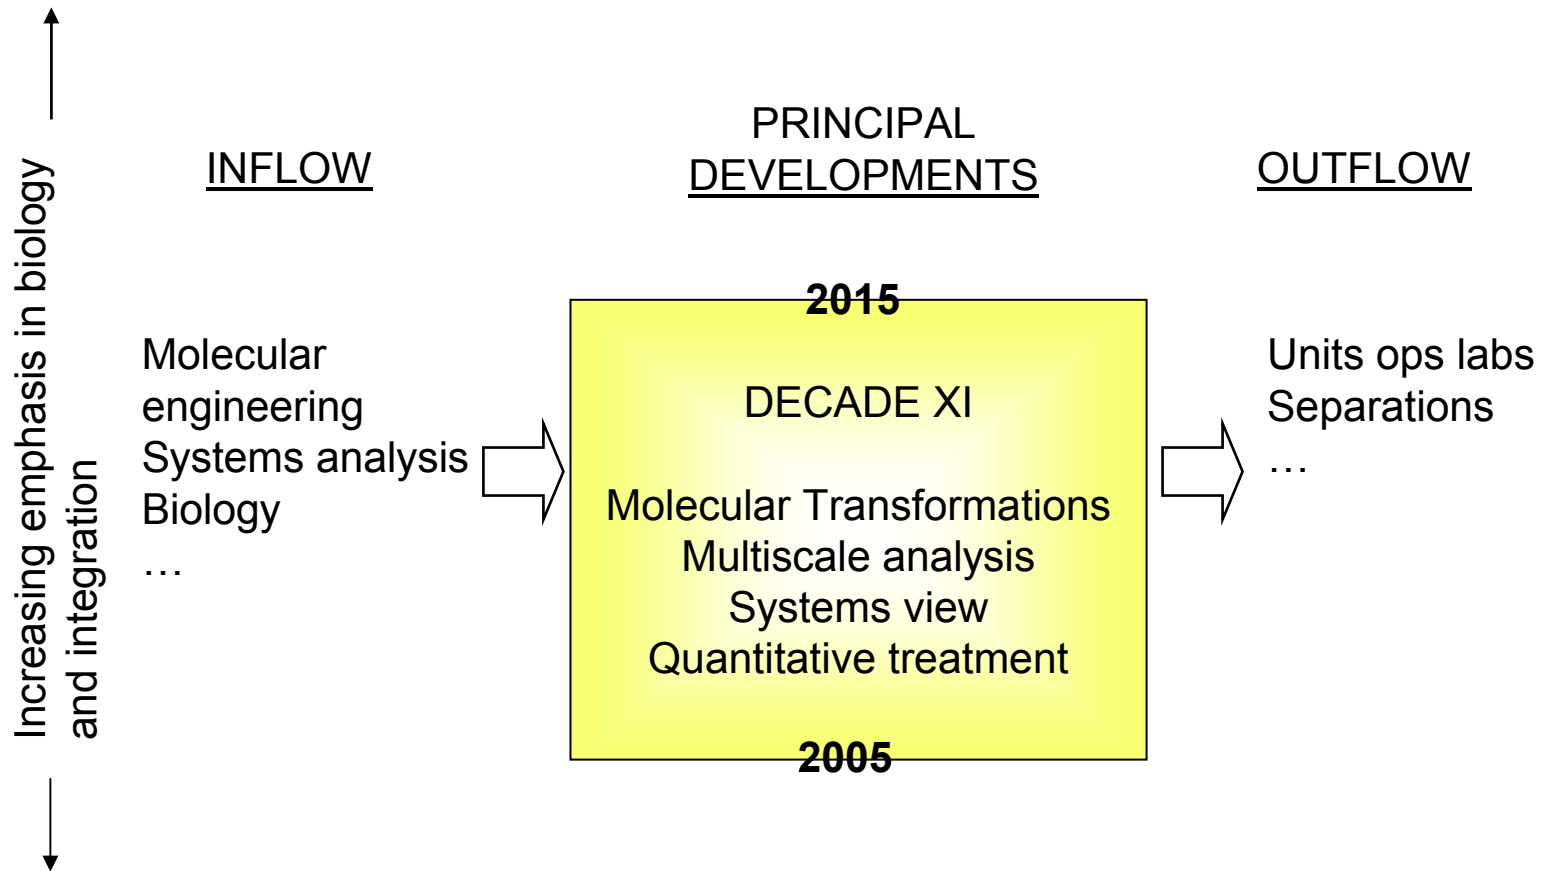 Increasing emphasis in biology
and integration
INFLOW
PRINCIPAL
DEVELOPMENTS
OUTFLOW
Molecular
engineering
Systems analysis
Biology
…
2015
DECADE XI
Molecular Transformations
Multiscale analysis
Systems view
Quantitative treatment
2005
Units ops labs
Separations
…